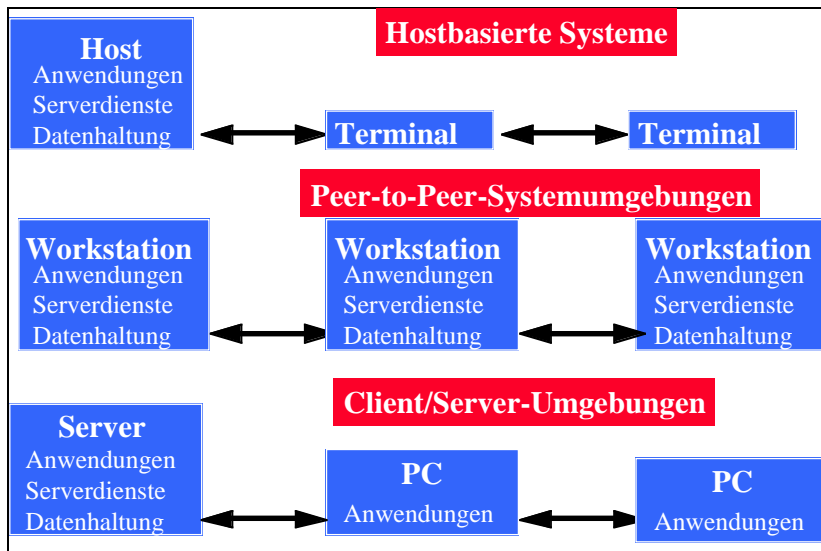 Hostbasierte Systeme
Host
Anwendungen
Serverdienste
Datenhaltung
Terminal
Terminal
Peer-to-Peer-Systemumgebungen
Workstation
Anwendungen
Serverdienste
Datenhaltung
Workstation
Anwendungen
Serverdienste
Datenhaltung
Workstation
Anwendungen
Serverdienste
Datenhaltung
Client/Server-Umgebungen
Server
Anwendungen
Serverdienste
Datenhaltung
PC
Anwendungen
PC
Anwendungen